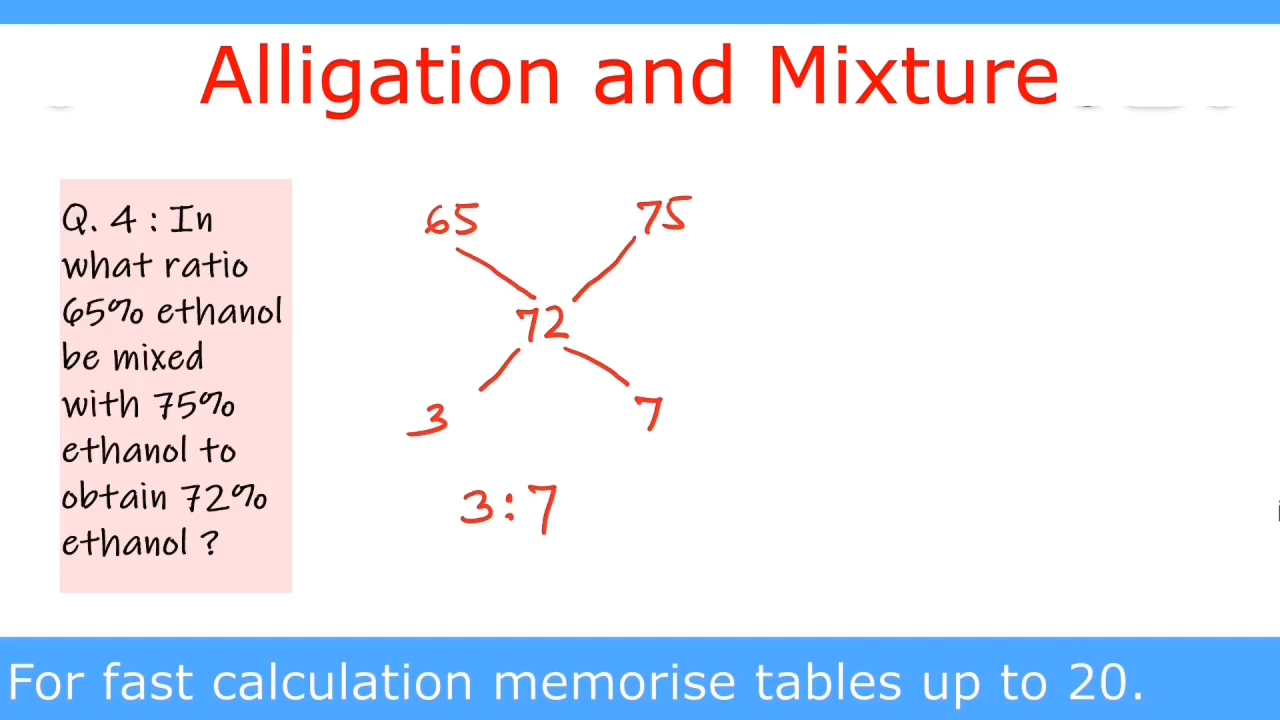 Alligation and Mixture
Q. 4 : In
what ratio
65% ethanol
be mixed
with 75%
ethanol to
obtain 72%
ethanol ?
65 75
72
3 7
3:7
For fast calculation memorise tables up to 20.